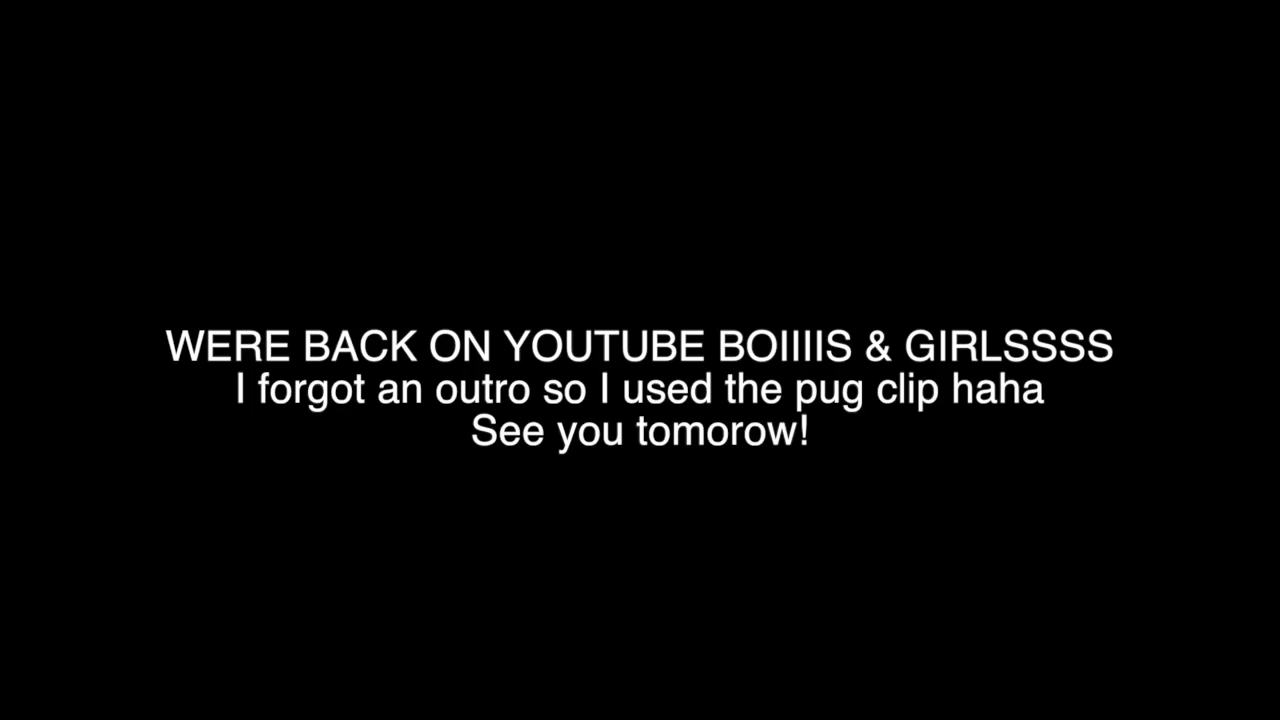 WERE BACK ON YOUTUBE BOIIIIS & GIRLSSSS
I forgot an outro so I used the pug clip haha
See you tomorow!